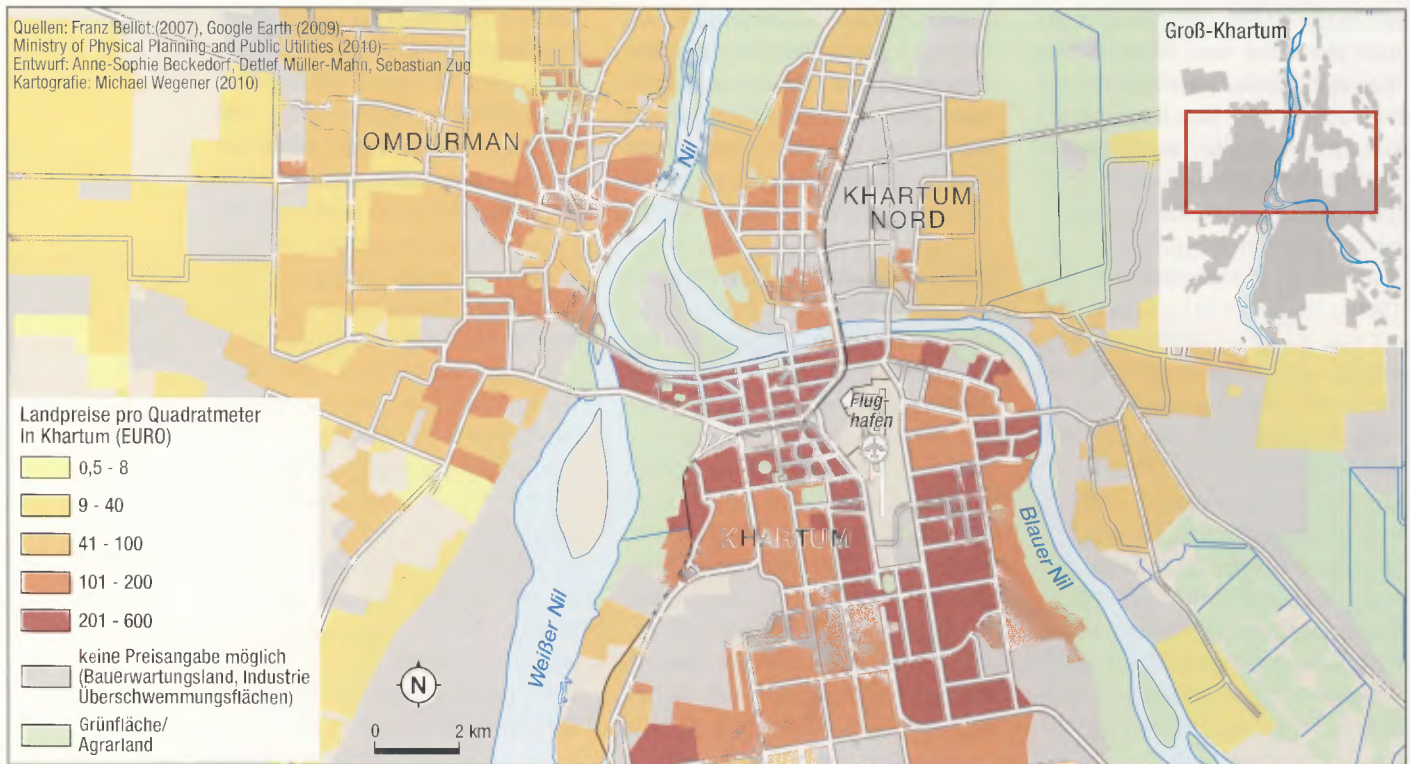 Quellen: Franz Bellot (2007), Google Earth (2009),
Ministry of Physical Planning and Public Utilities (2010)
Entwurf: Anne-Sophie Beckedorf, Detlef Müller-Mahn, Sebastian Zug
Kartografie: Michael Wegener (2010)
Groß-Khartum
OMDURMAN
Nil
KHARTUM
NORD
Flug-
hafen
KHARTUM
Blauer Nil
Weißer Nil
Landpreise pro Quadratmeter
In Khartum (EURO)
0,5 - 8
9 - 40
41 - 100
101 - 200
201 - 600
keine Preisangabe möglich
(Bauerwartungsland, Industrie
Überschwemmungsflächen)
Grünfläche/
Agrarland
N
0 2 km